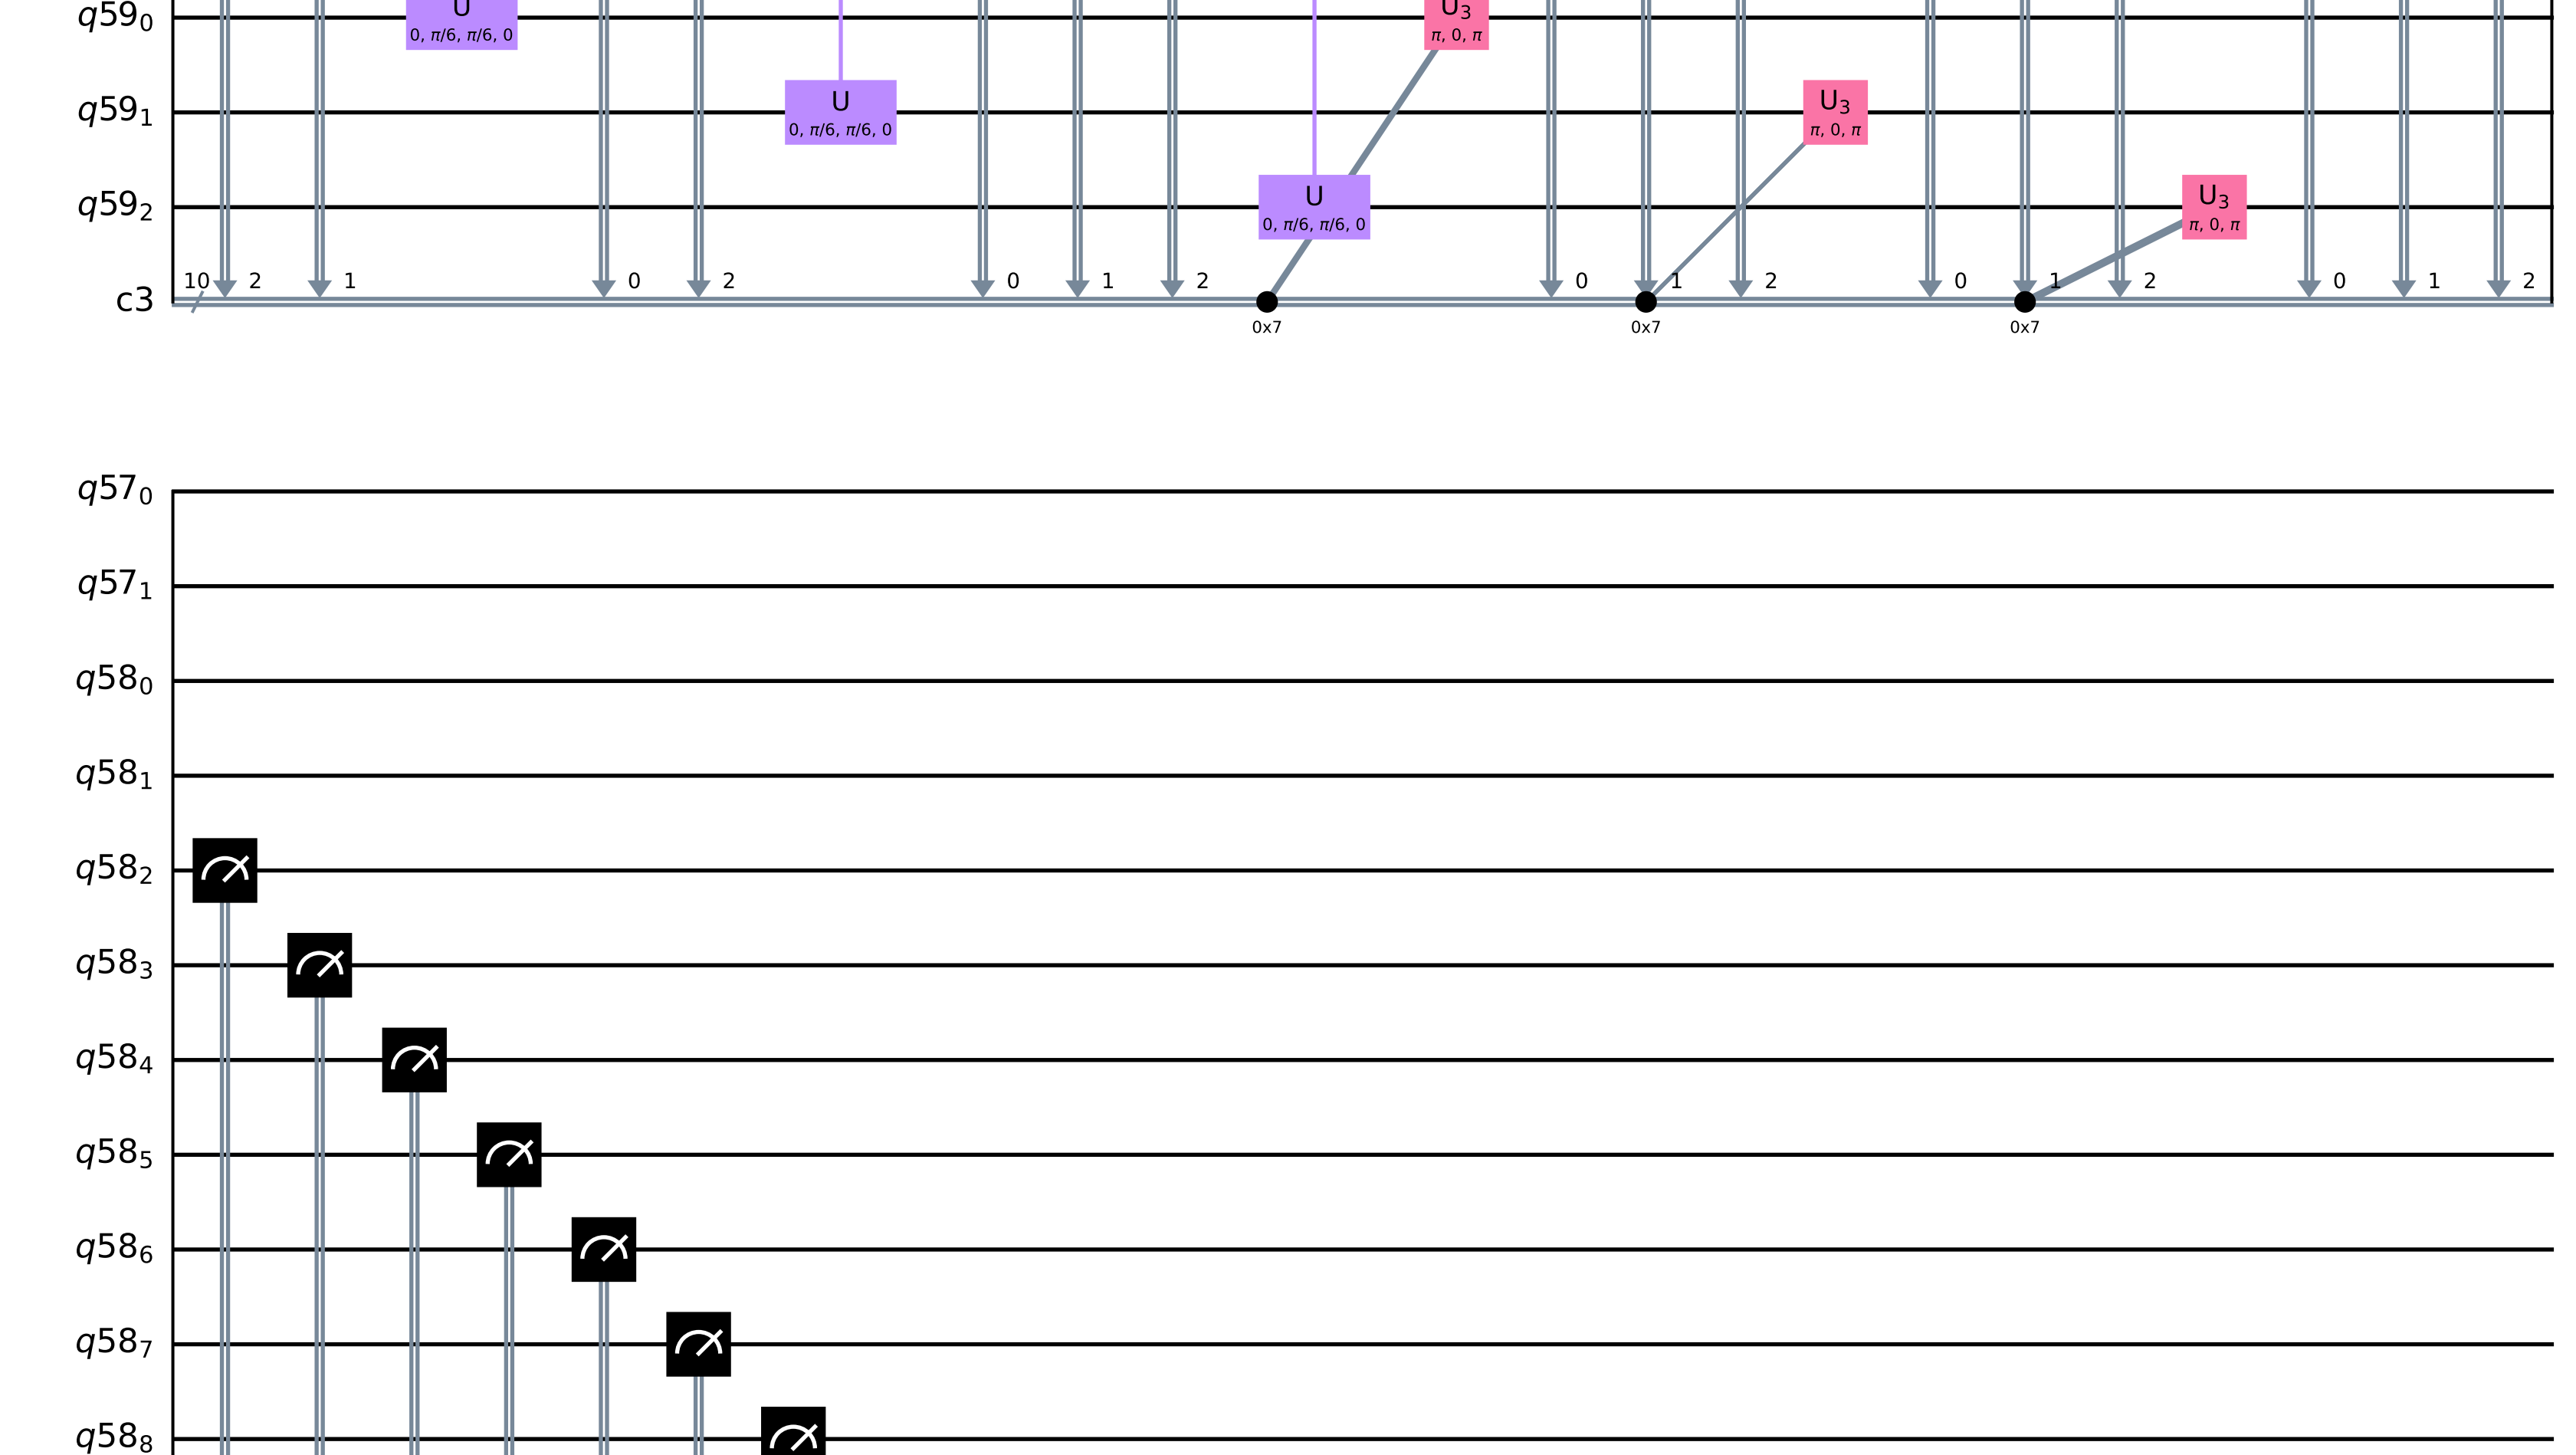 q59₀ U U₃
0, π/6, π/6, 0 π, 0, π
q59₁ U U₃
0, π/6, π/6, 0 π, 0, π
q59₂ U U₃
0, π/6, π/6, 0 π, 0, π
10 2 1 0 2 0 1 2 0 1 2 0 1 2 0 1 2
c3
0x7 0x7 0x7
q57₀
q57₁
q58₀
q58₁
q58₂
q58₃
q58₄
q58₅
q58₆
q58₇
q58₈